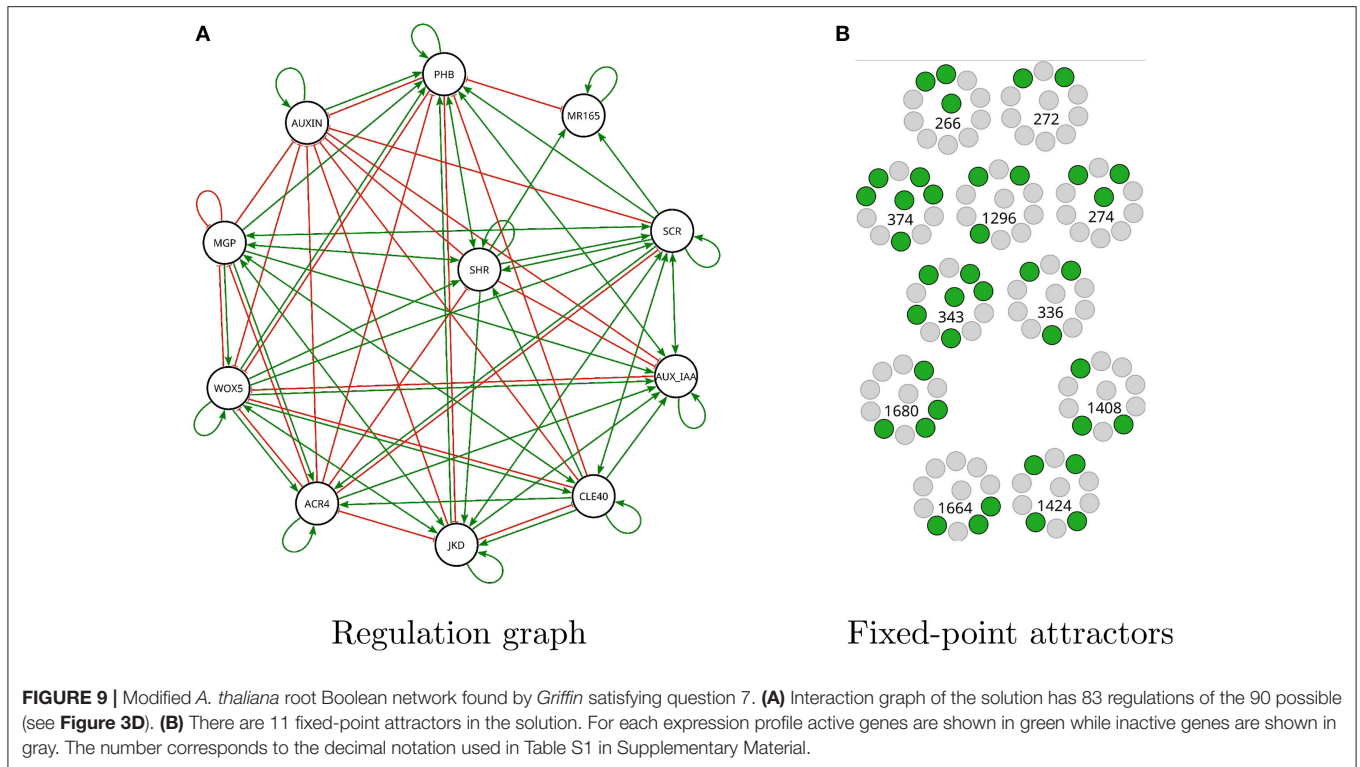 A
B
PHB
MR165
AUXIN
SCR
MGP
SHR
AUX_IAA
WOX5
CLE40
ACR4
JKD
266
272
374
1296
274
343
336
1680
1408
1664
1424
Regulation graph
Fixed-point attractors
FIGURE 9 | Modified A. thaliana root Boolean network found by Griffin satisfying question 7. (A) Interaction graph of the solution has 83 regulations of the 90 possible
(see Figure 3D). (B) There are 11 fixed-point attractors in the solution. For each expression profile active genes are shown in green while inactive genes are shown in
gray. The number corresponds to the decimal notation used in Table S1 in Supplementary Material.